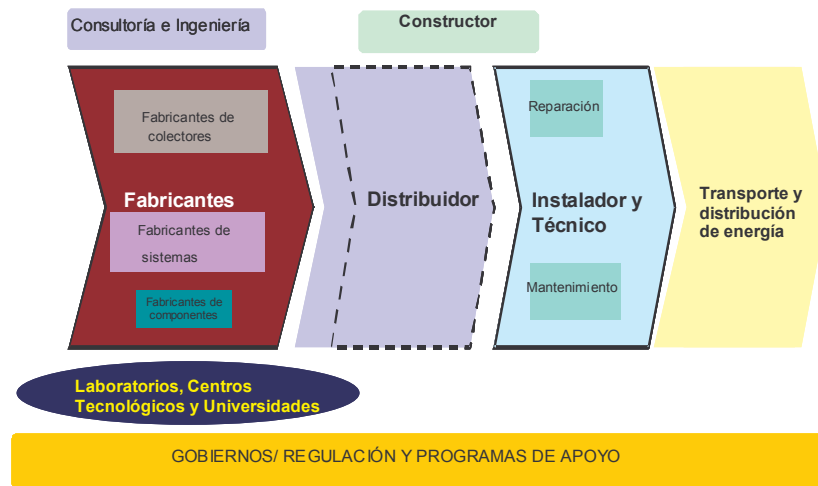 Consultoría e Ingeniería
Constructor
Fabricantes de
colectores
Fabricantes
Fabricantes de
sistemas
Fabricantes de
componentes
Distribuidor
Reparación
Instalador y
Técnico
Mantenimiento
Transporte y
distribución
de energía
Laboratorios, Centros
Tecnológicos y Universidades
GOBIERNOS/ REGULACIÓN Y PROGRAMAS DE APOYO